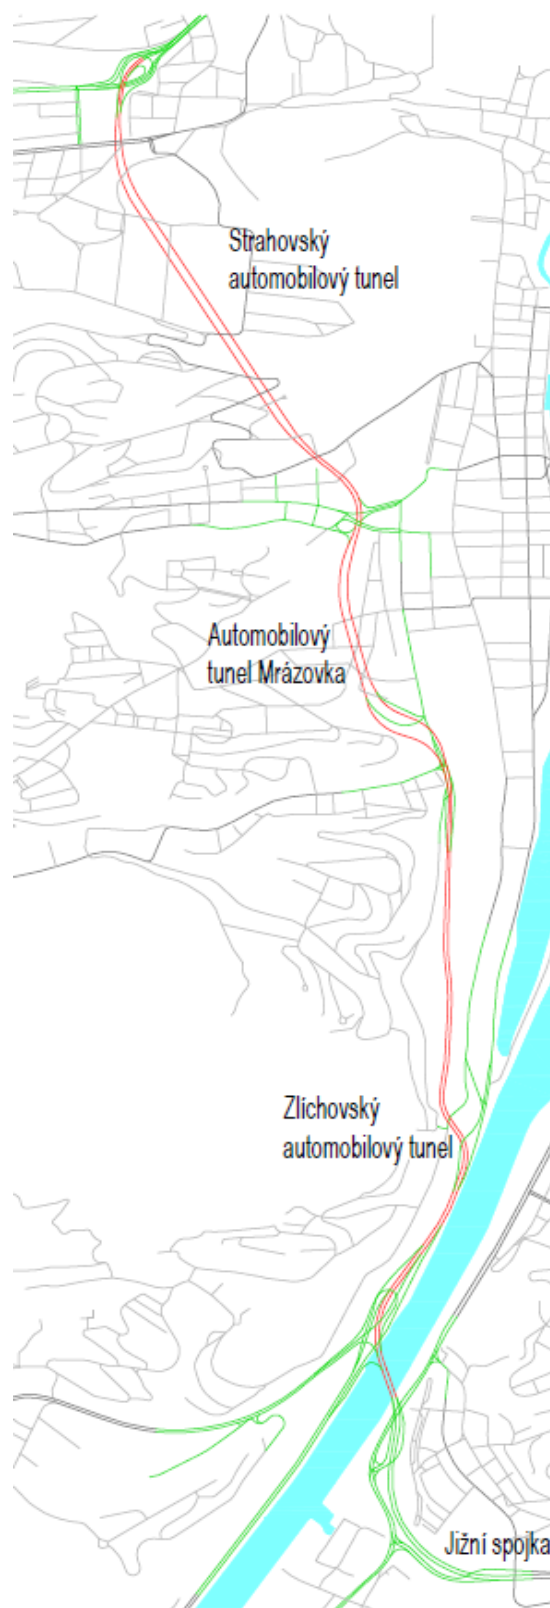 Strahovský
automobilový tunel
Automobilový
tunel Mrázovka
Zlíchovský
automobilový tunel
Jižní spojka